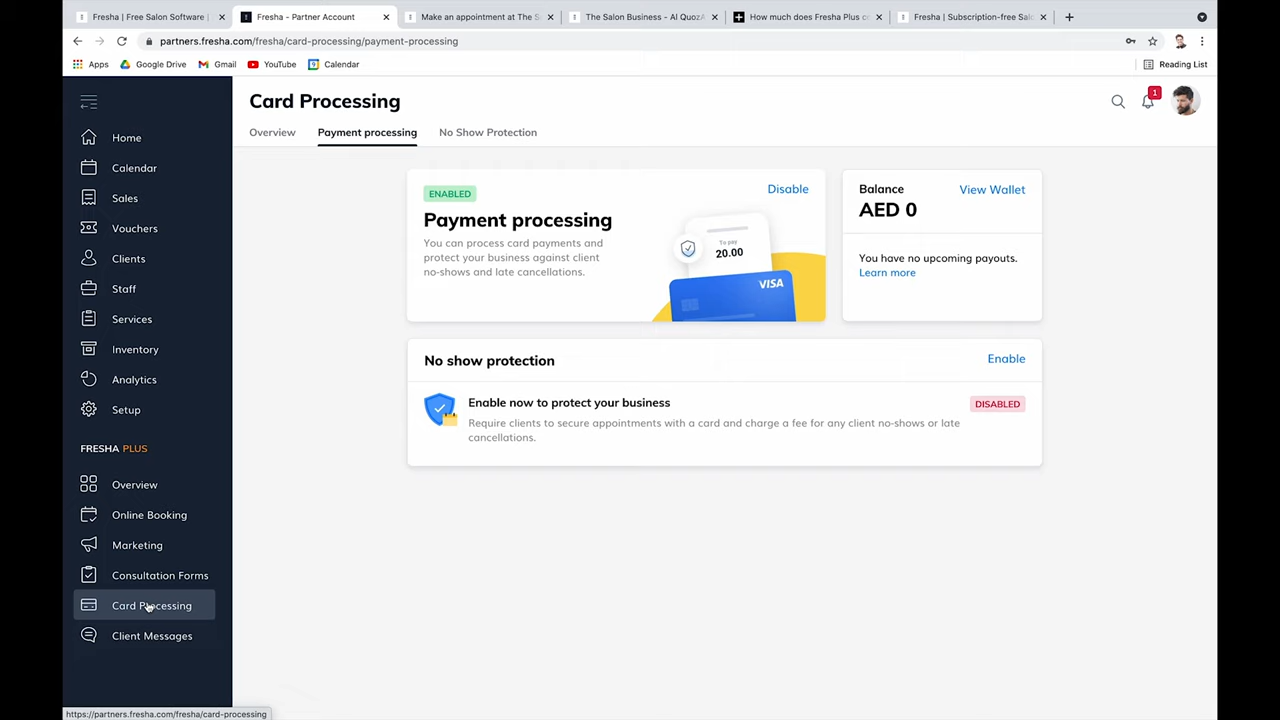 Fresha | Free Salon Software |
Fresha - Partner Account
Make an appointment at The S
The Salon Business - Al QuozA
How much does Fresha Plus c
Fresha | Subscription-free Salo
partners.fresha.com/fresha/card-processing/payment-processing
Apps
Google Drive
Gmail
YouTube
Calendar
Reading List
Home
Calendar
Sales
Vouchers
Clients
Staff
Services
Inventory
Analytics
Setup
FRESHA PLUS
Overview
Online Booking
Marketing
Consultation Forms
Card Processing
Client Messages
https://partners.fresha.com/fresha/card-processing
Card Processing
1
Overview
Payment processing
No Show Protection
ENABLED
Disable
Payment processing
You can process card payments and
protect your business against client
no-shows and late cancellations.
To pay
20.00
VISA
Balance
View Wallet
AED 0
You have no upcoming payouts.
Learn more
No show protection
Enable
Enable now to protect your business
DISABLED
Require clients to secure appointments with a card and charge a fee for any client no-shows or late
cancellations.